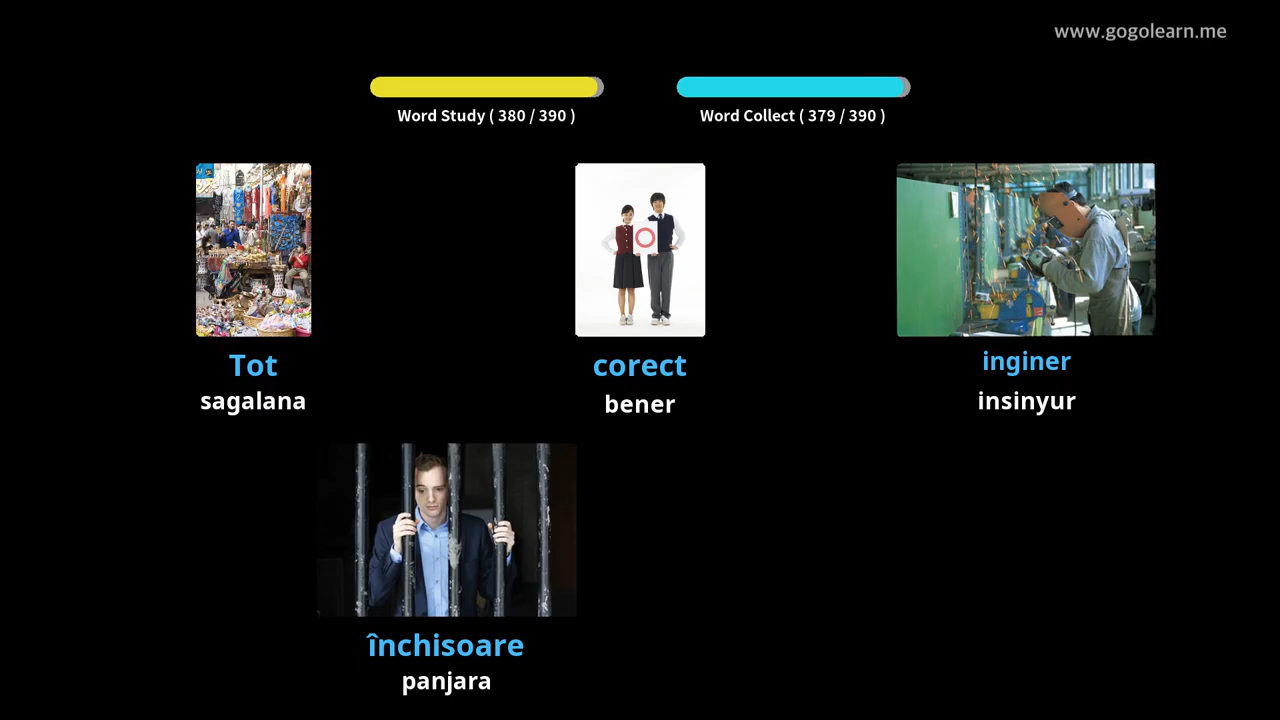 www.gogolearn.me
Word Study ( 380 / 390 )
Word Collect ( 379 / 390 )
Tot
sagalana
corect
bener
inginer
insinyur
închisoare
panjara